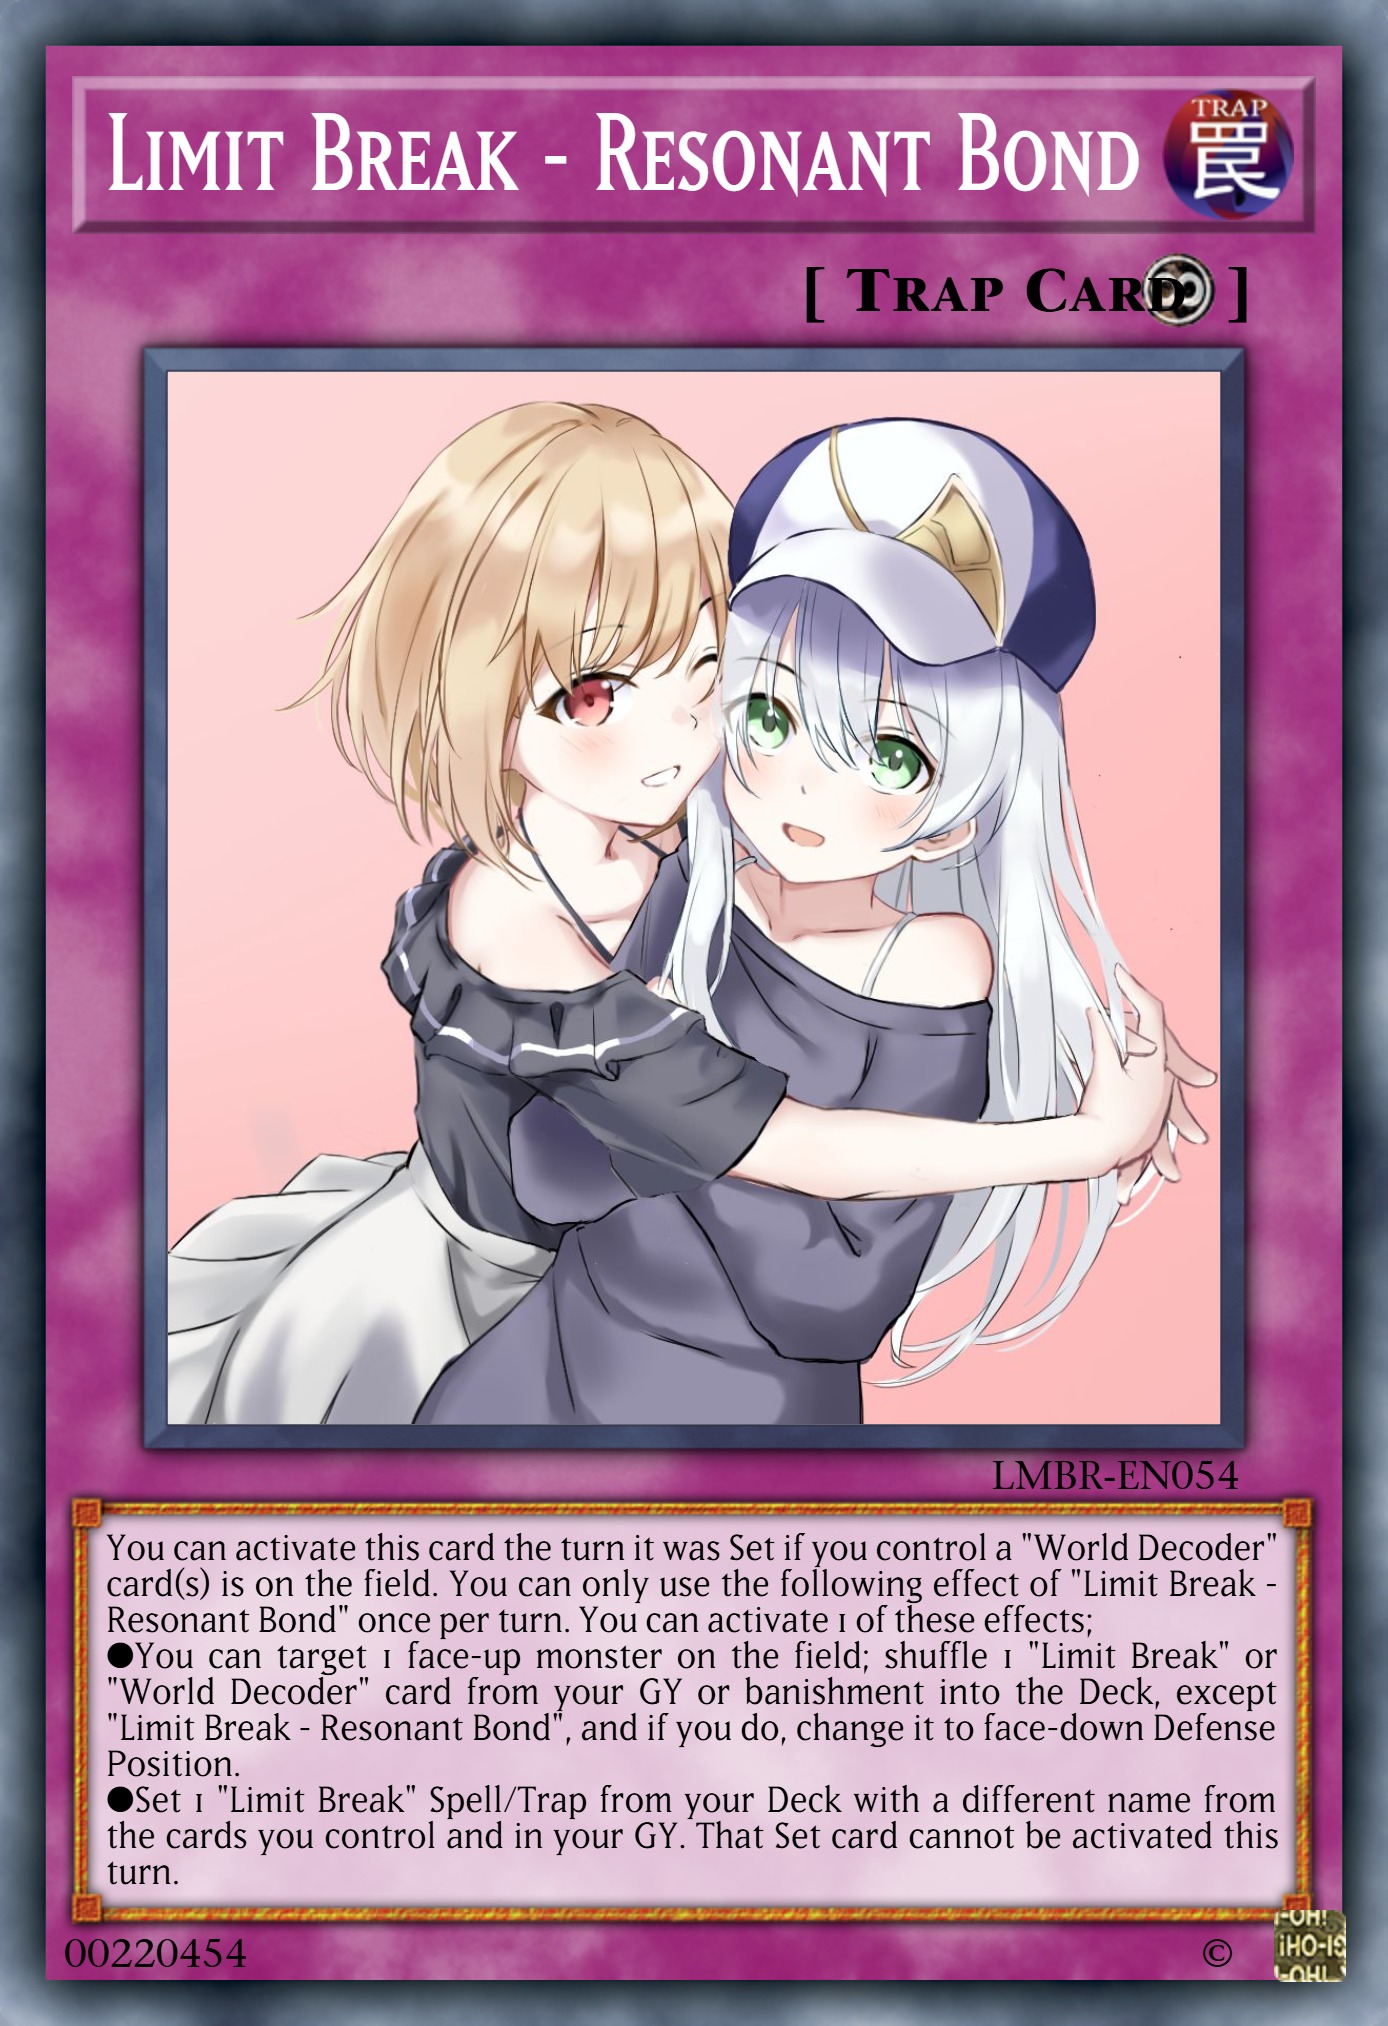 LIMIT BREAK - RESONANT BOND
TRAP
罠
[ TRAP CARD ]
LMBR-EN054
You can activate this card the turn it was Set if you control a "World Decoder"
card(s) is on the field. You can only use the following effect of "Limit Break -
Resonant Bond" once per turn. You can activate 1 of these effects;
●You can target 1 face-up monster on the field; shuffle 1 "Limit Break" or
"World Decoder" card from your GY or banishment into the Deck, except
"Limit Break - Resonant Bond", and if you do, change it to face-down Defense
Position.
●Set 1 "Limit Break" Spell/Trap from your Deck with a different name from
the cards you control and in your GY. That Set card cannot be activated this
turn.
00220454
©
-OH!